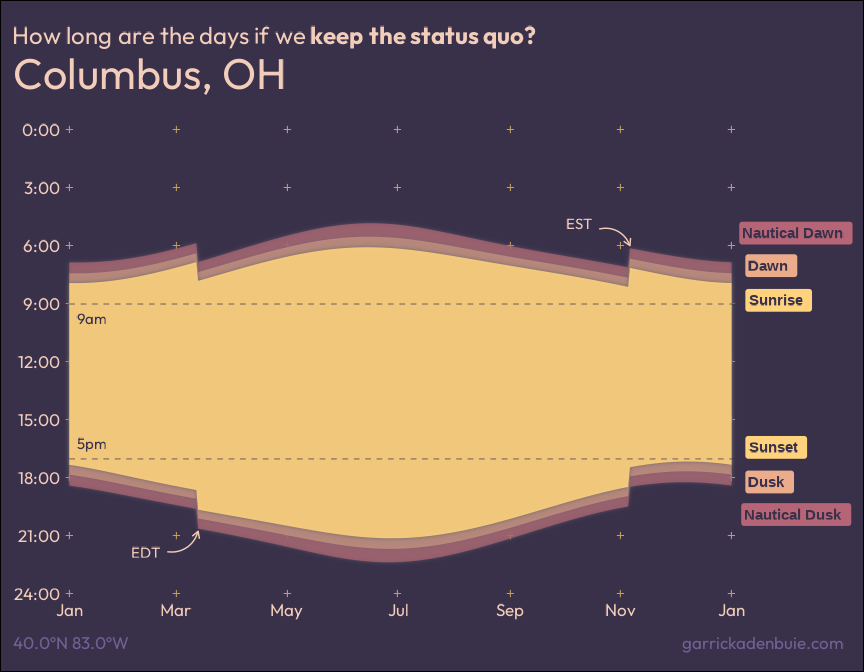 How long are the days if we keep the status quo?
Columbus, OH
0:00
3:00
EST
Nautical Dawn
6:00
Dawn
Sunrise
9:00
9am
12:00
15:00
5pm
Sunset
18:00
Dusk
Nautical Dusk
21:00
EDT
24:00
Jan Mar May Jul Sep Nov Jan
40.0°N 83.0°W
garrickadenbuie.com